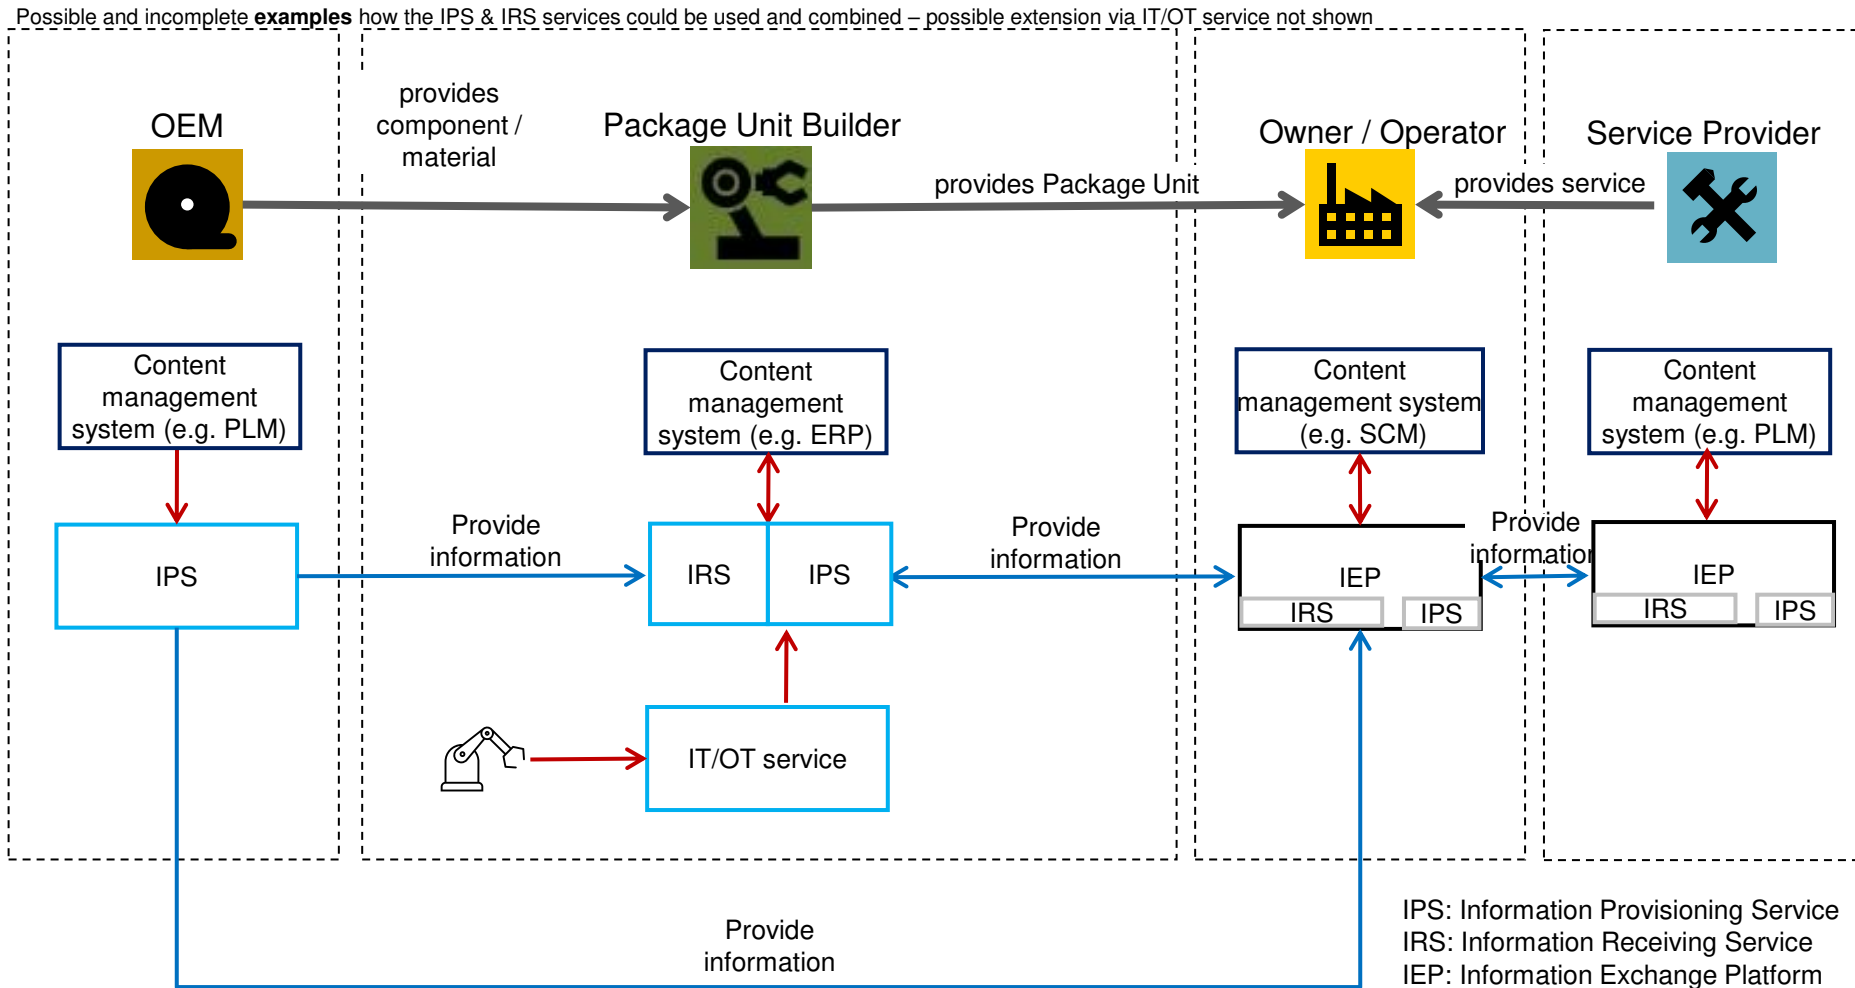 Possible and incomplete examples how the IPS & IRS services could be used and combined – possible extension via IT/OT service not shown
OEM
provides
component /
material
Package Unit Builder
provides Package Unit
Owner / Operator
provides service
Service Provider
Content
management
system (e.g. PLM)
Content
management
system (e.g. ERP)
Content
management system
(e.g. SCM)
Content
management
system (e.g. PLM)
IPS
Provide
information
IRS
IPS
Provide
information
IEP
IRS
IPS
Provide
information
IEP
IRS
IPS
IT/OT service
Provide
information
IPS: Information Provisioning Service
IRS: Information Receiving Service
IEP: Information Exchange Platform